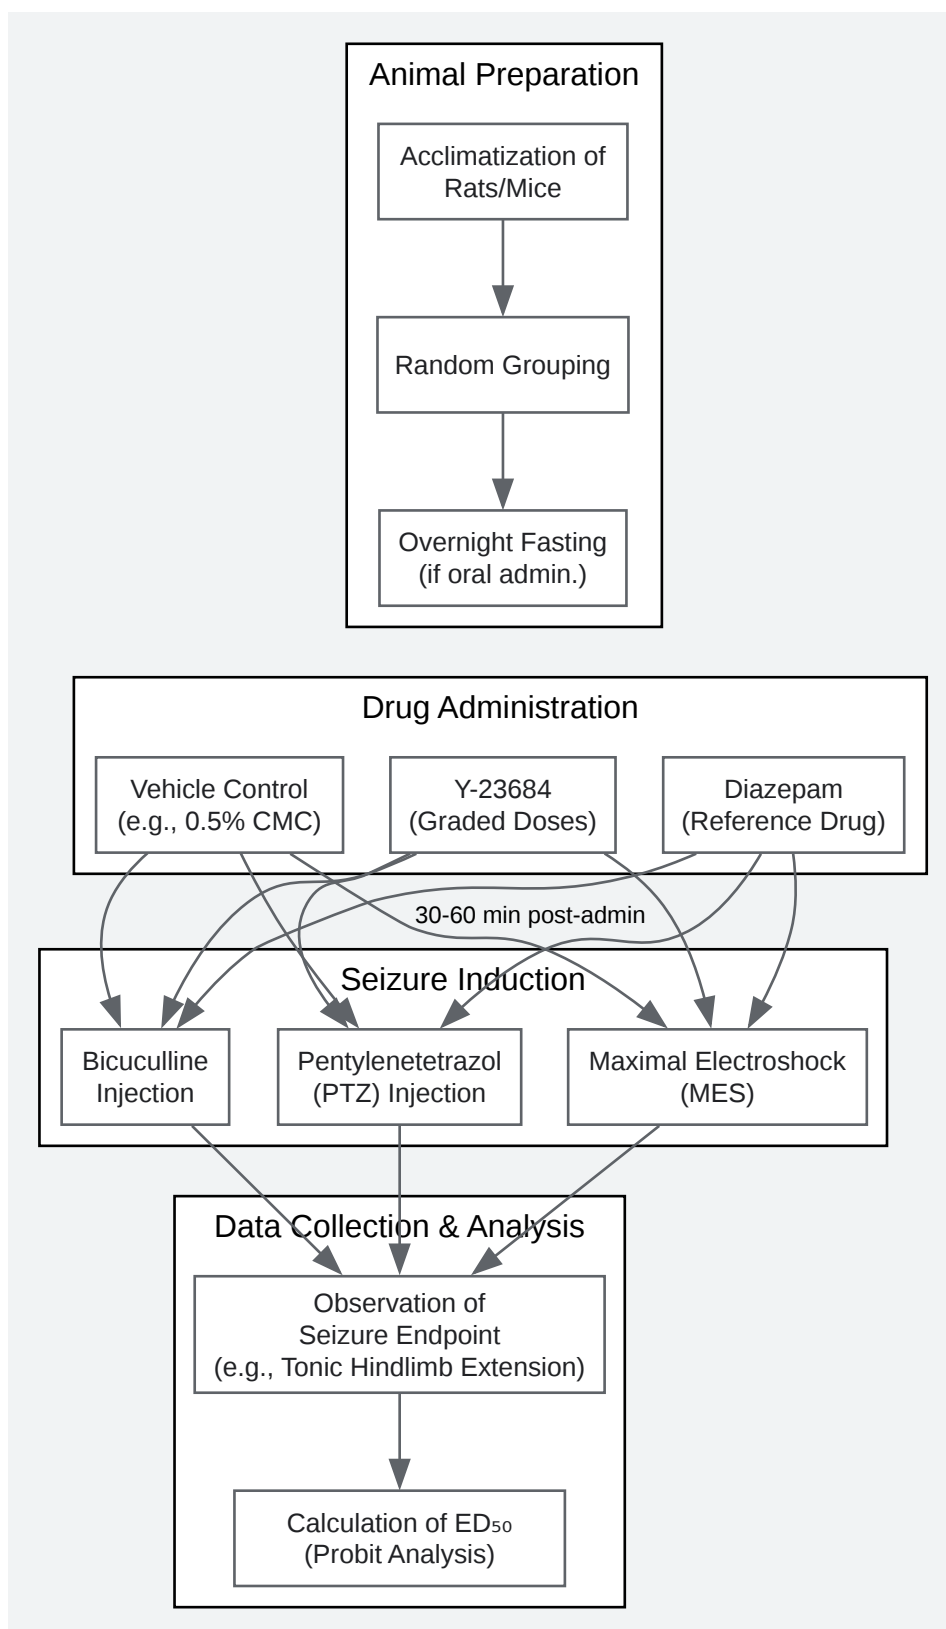 Animal Preparation
Acclimatization of
Rats/Mice
Random Grouping
Overnight Fasting
(if oral admin.)
Drug Administration
Vehicle Control
(e.g., 0.5% CMC)
Y-23684
(Graded Doses)
Diazepam
(Reference Drug)
30-60 min post-admin
Seizure Induction
Bicuculline
Injection
Pentylenetetrazol
(PTZ) Injection
Maximal Electroshock
(MES)
Data Collection & Analysis
Observation of
Seizure Endpoint
(e.g., Tonic Hindlimb Extension)
Calculation of ED₅₀
(Probit Analysis)